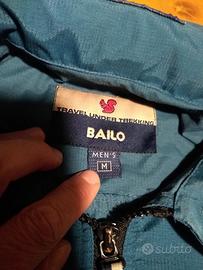 TRAVEL UNDER TREKKING
BAILO
MEN'S
M
subito